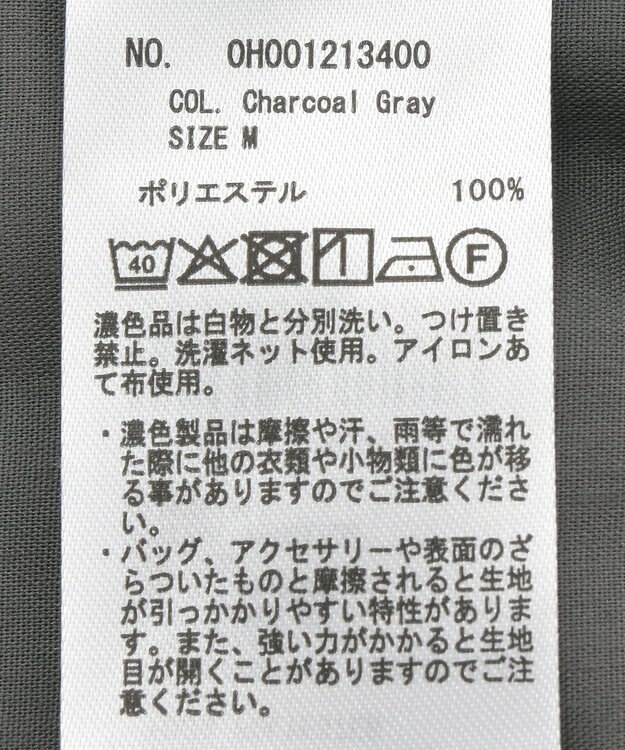 NO. OH001213400
COL. Charcoal Gray
SIZE M
ポリエステル 100%
40 F
濃色品は白物と分別洗い。つけ置き
禁止。洗濯ネット使用。アイロンあ
て布使用。
・濃色製品は摩擦や汗、雨等で濡れ
た際に他の衣類や小物類に色が移
る事がありますのでご注意くださ
い。
・バッグ、アクセサリーや表面のざ
らついたものと摩擦されると生地
が引っかかりやすい特性がありま
す。また、強い力がかかると生地
目が開くことがありますのでご注
意ください。